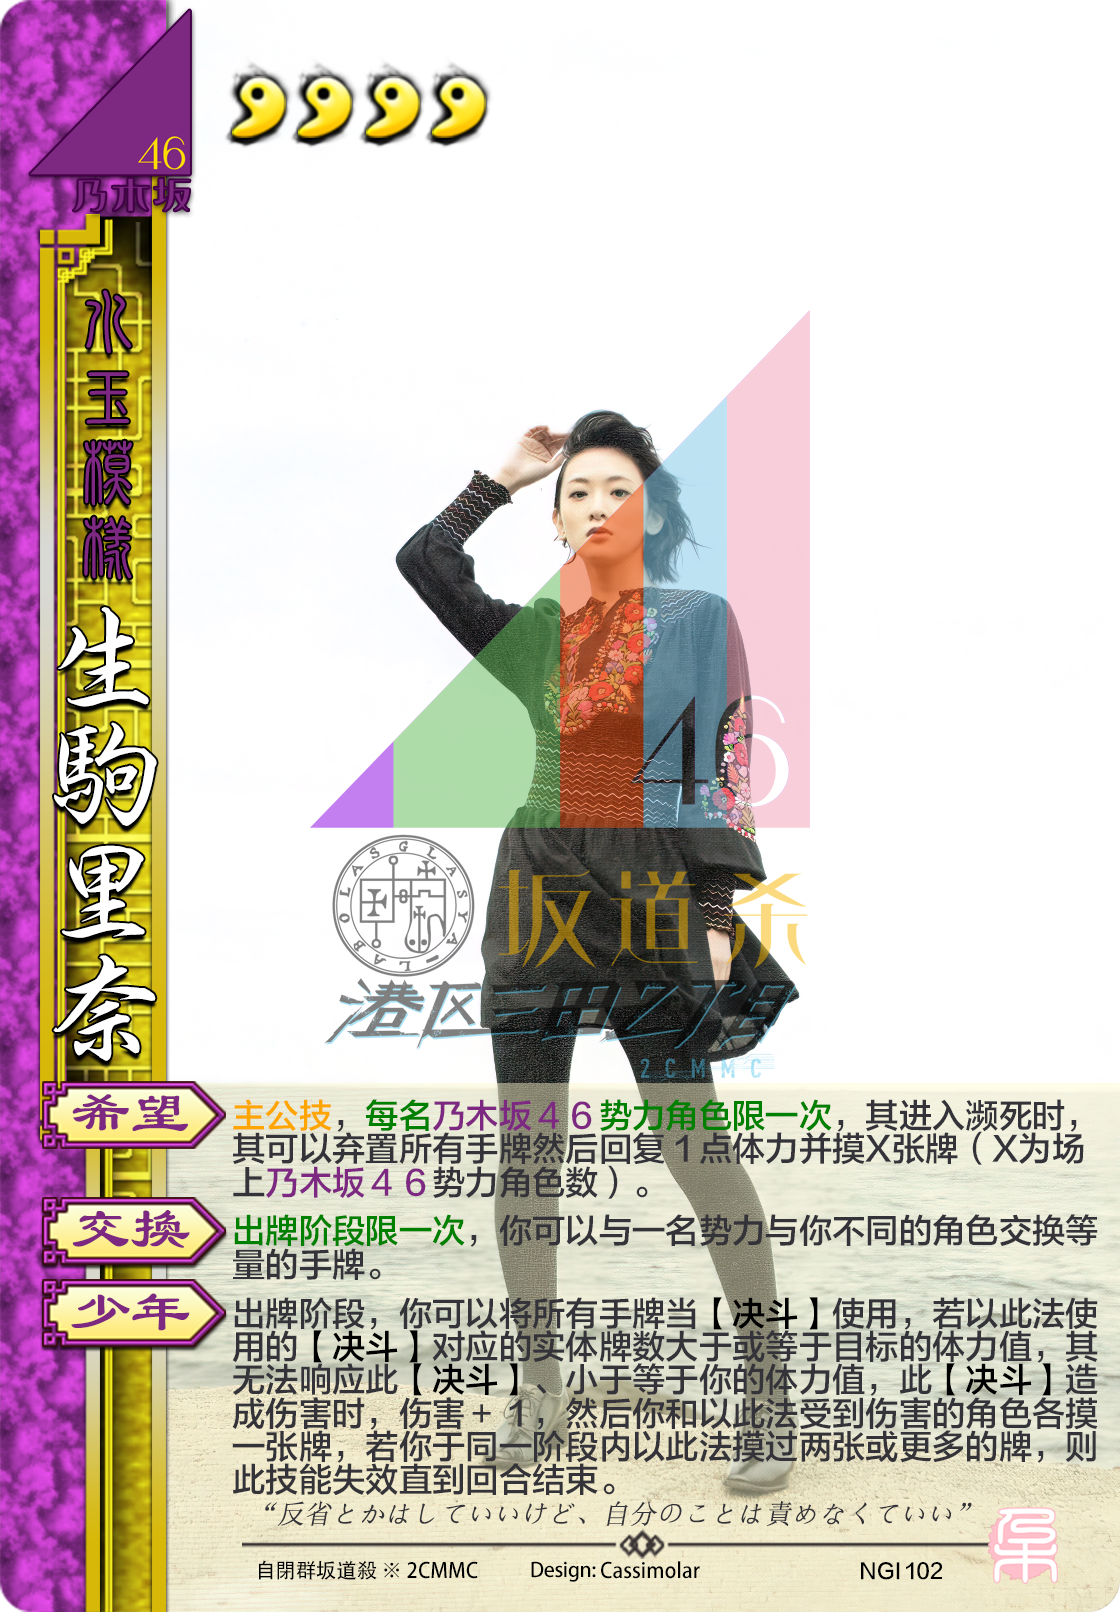 46
乃木坂
水玉模樣
生駒里奈
46
GLASYA-LABOLAS
坂道杀
港区三田乙女組
2CMMC
希望
主公技，每名乃木坂４６势力角色限一次，其进入濒死时，
其可以弃置所有手牌然后回复１点体力并摸X张牌（X为场
上乃木坂４６势力角色数）。
交換
出牌阶段限一次，你可以与一名势力与你不同的角色交换等
量的手牌。
少年
出牌阶段，你可以将所有手牌当【决斗】使用，若以此法使
用的【决斗】对应的实体牌数大于或等于目标的体力值，其
无法响应此【决斗】、小于等于你的体力值，此【决斗】造
成伤害时，伤害＋１，然后你和以此法受到伤害的角色各摸
一张牌，若你于同一阶段内以此法摸过两张或更多的牌，则
此技能失效直到回合结束。
“反省とかはしていいけど、自分のことは責めなくていい”
自閉群坂道殺 ※ 2CMMC
Design: Cassimolar
NGI 102